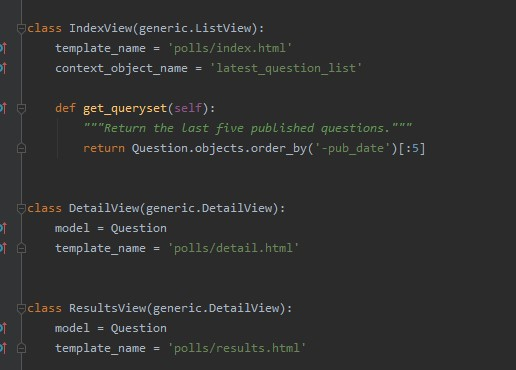 class IndexView(generic.ListView):
    template_name = 'polls/index.html'
    context_object_name = 'latest_question_list'
    def get_queryset(self):
        """Return the last five published questions."""
        return Question.objects.order_by('-pub_date')[:5]
class DetailView(generic.DetailView):
    model = Question
    template_name = 'polls/detail.html'
class ResultsView(generic.DetailView):
    model = Question
    template_name = 'polls/results.html'